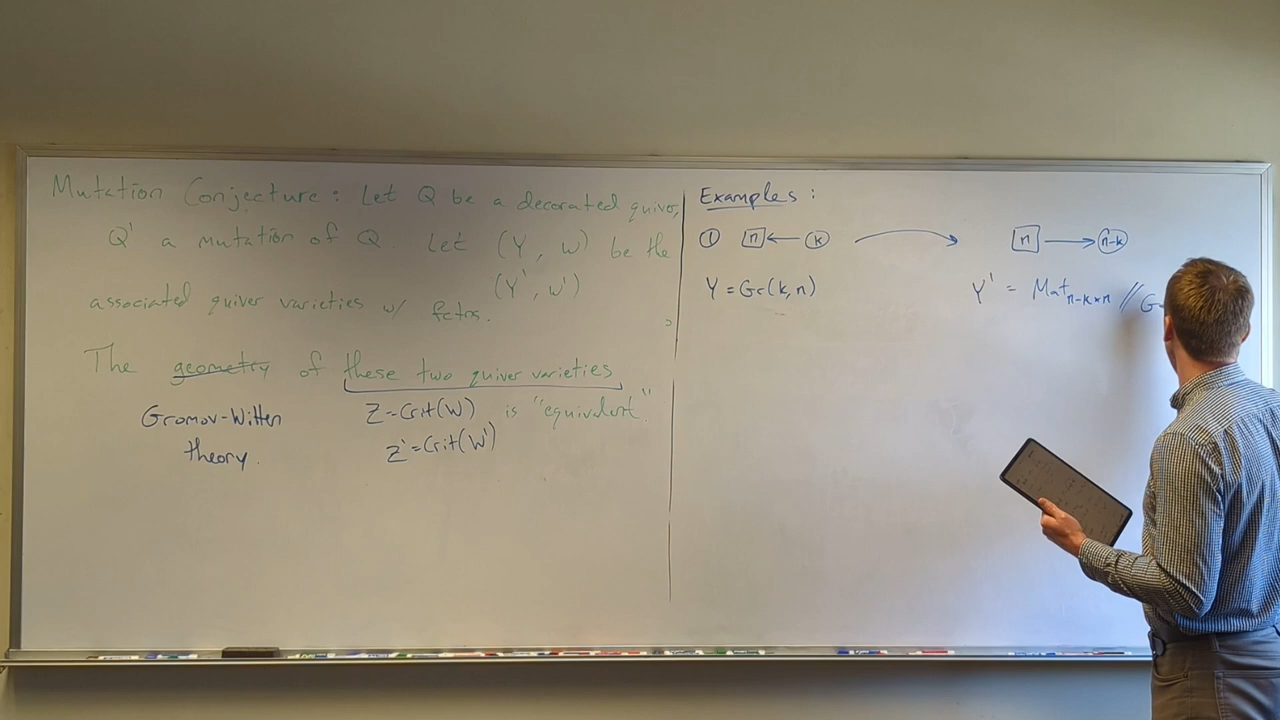 Mutation Conjecture: Let Q be a decorated quiver,
Q' a mutation of Q. Let (Y, W) be the
(Y', W')
associated quiver varieties w/ fctns.
The geometry of these two quiver varieties
Gromov-Witten theory.
Z=Crit(W) is "equivalent".
Z'=Crit(W')
Examples:
① n ← k → n → n-k
Y = Gr(k,n) Y' = Mat n-k×n // G